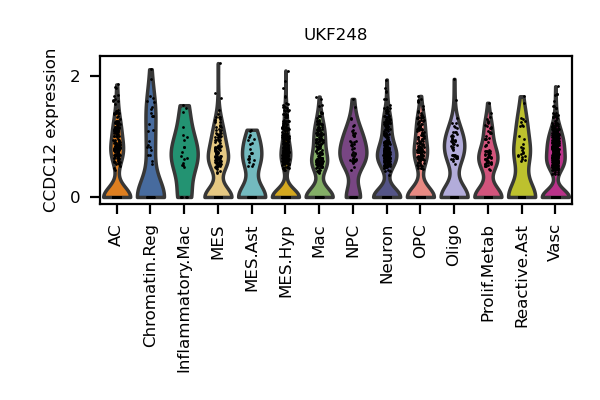 UKF248
CCDC12 expression
2
0
AC
Chromatin.Reg
Inflammatory.Mac
MES
MES.Ast
MES.Hyp
Mac
NPC
Neuron
OPC
Oligo
Prolif.Metab
Reactive.Ast
Vasc